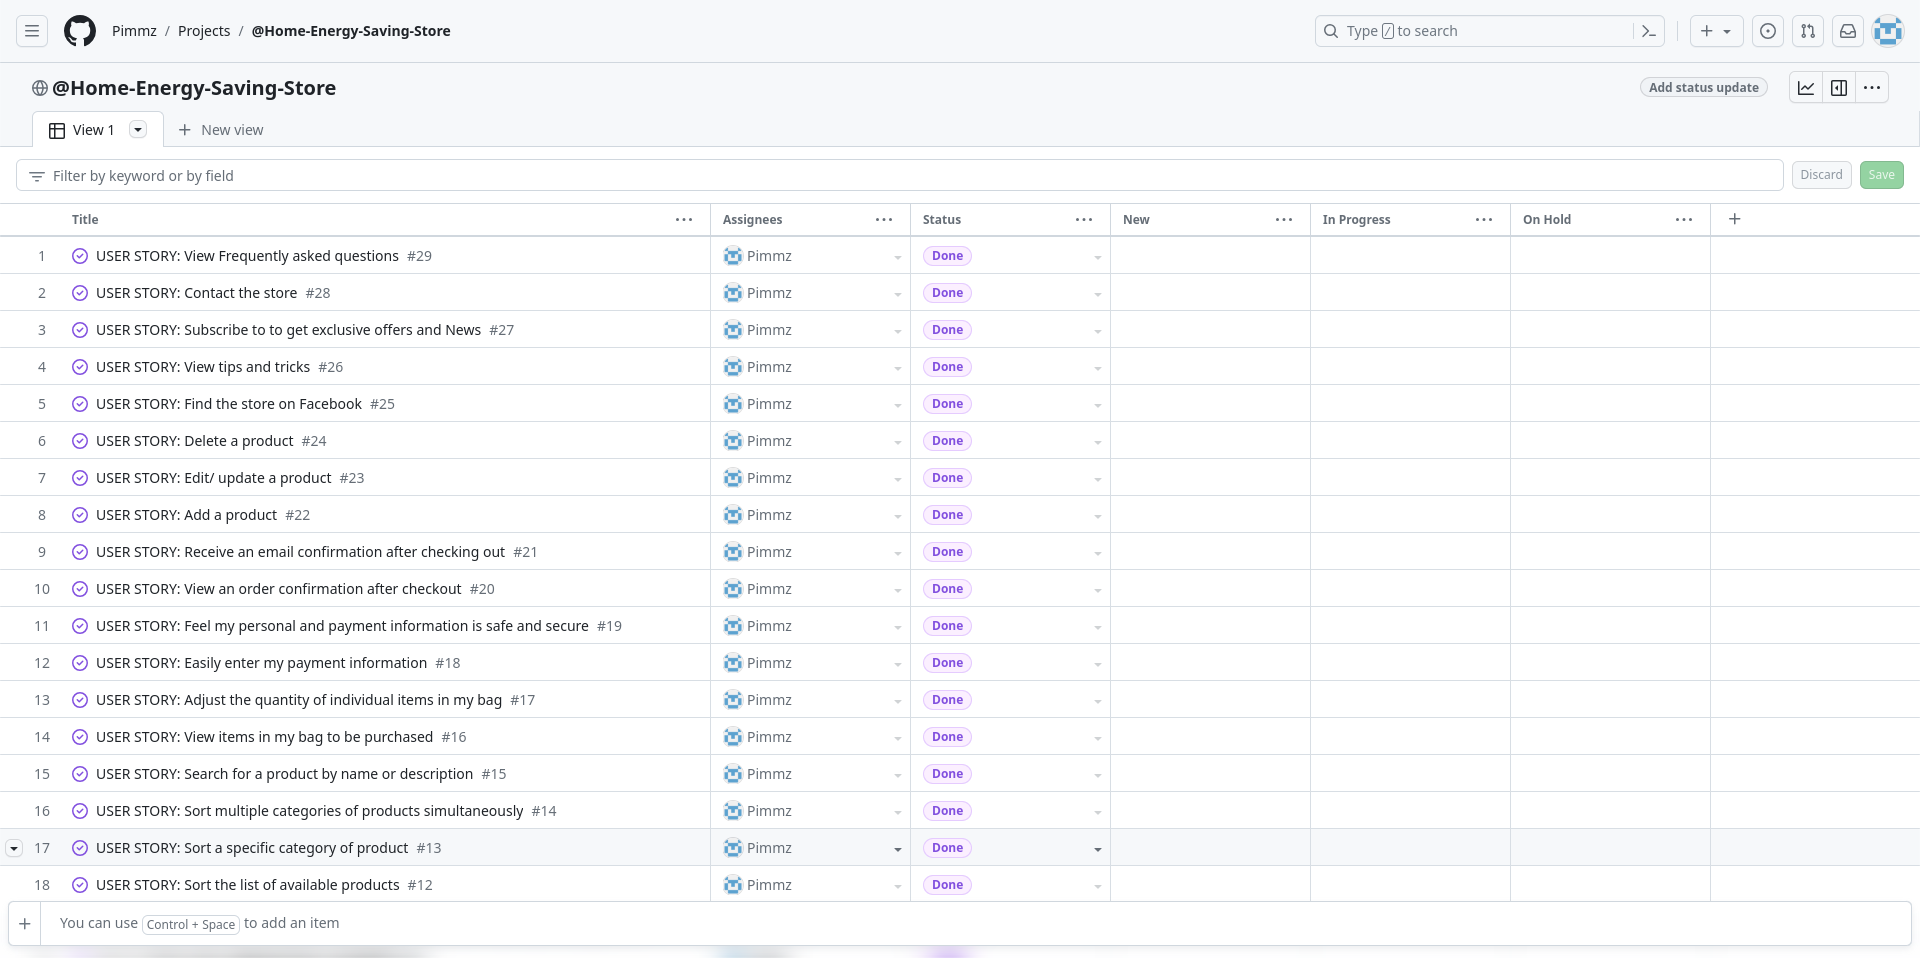 Pimmz / Projects / @Home-Energy-Saving-Store
Type / to search
@Home-Energy-Saving-Store
Add status update
View 1
New view
Filter by keyword or by field
Discard
Save
Title Assignees Status New In Progress On Hold
1 USER STORY: View Frequently asked questions #29 Pimmz Done
2 USER STORY: Contact the store #28 Pimmz Done
3 USER STORY: Subscribe to to get exclusive offers and News #27 Pimmz Done
4 USER STORY: View tips and tricks #26 Pimmz Done
5 USER STORY: Find the store on Facebook #25 Pimmz Done
6 USER STORY: Delete a product #24 Pimmz Done
7 USER STORY: Edit/ update a product #23 Pimmz Done
8 USER STORY: Add a product #22 Pimmz Done
9 USER STORY: Receive an email confirmation after checking out #21 Pimmz Done
10 USER STORY: View an order confirmation after checkout #20 Pimmz Done
11 USER STORY: Feel my personal and payment information is safe and secure #19 Pimmz Done
12 USER STORY: Easily enter my payment information #18 Pimmz Done
13 USER STORY: Adjust the quantity of individual items in my bag #17 Pimmz Done
14 USER STORY: View items in my bag to be purchased #16 Pimmz Done
15 USER STORY: Search for a product by name or description #15 Pimmz Done
16 USER STORY: Sort multiple categories of products simultaneously #14 Pimmz Done
17 USER STORY: Sort a specific category of product #13 Pimmz Done
18 USER STORY: Sort the list of available products #12 Pimmz Done
You can use Control + Space to add an item